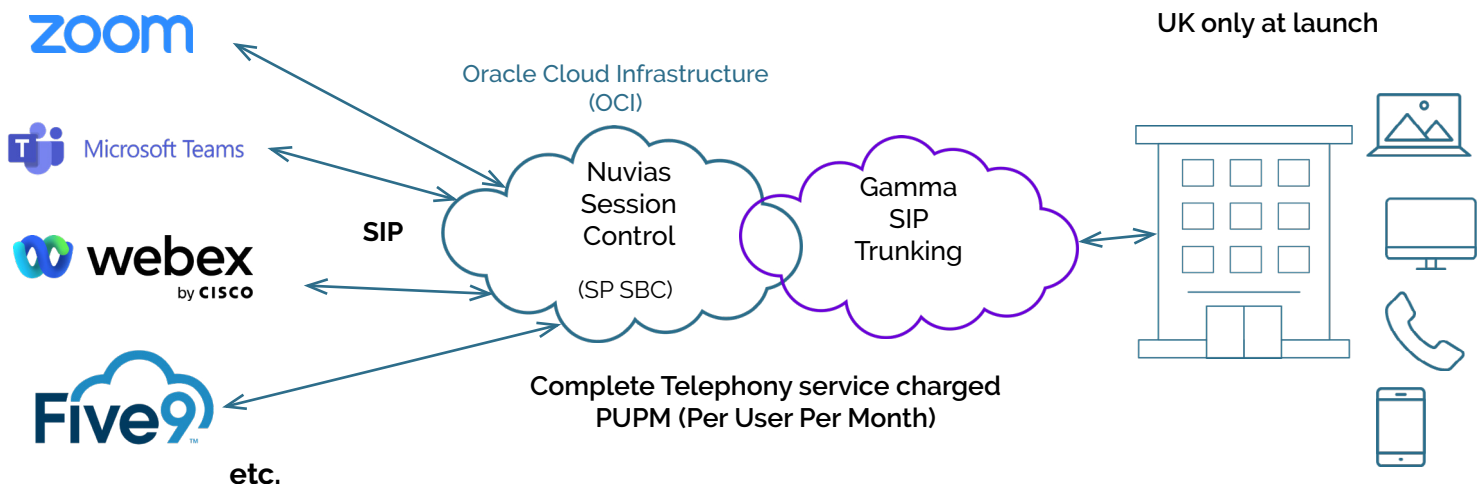 zoom
UK only at launch
Oracle Cloud Infrastructure
(OCI)
T
Microsoft Teams
Nuvias
Session
Control
(SP SBC)
Gamma
SIP
Trunking
SIP
webex
by CISCO
Complete Telephony service charged
PUPM (Per User Per Month)
Five9
TM
etc.